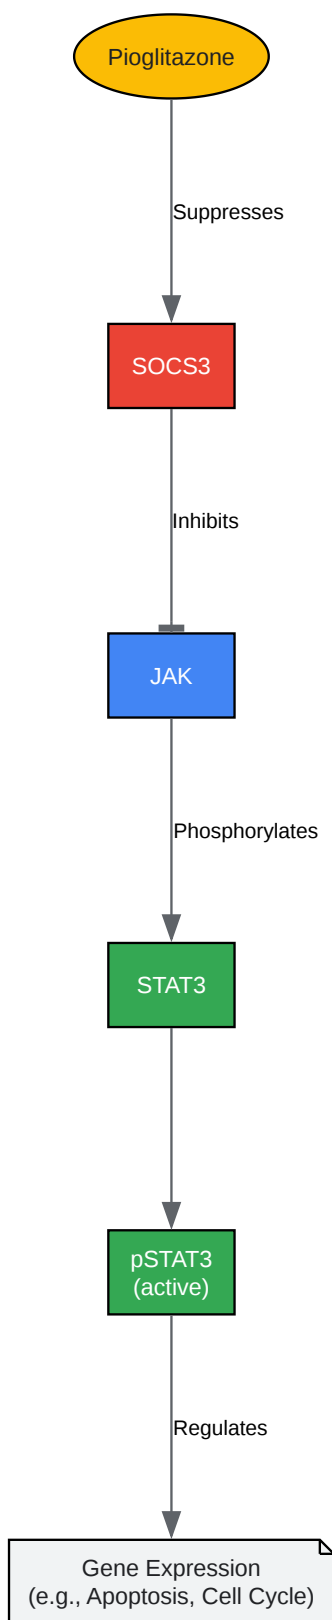 Pioglitazone
Suppresses
SOCS3
Inhibits
JAK
Phosphorylates
STAT3
pSTAT3
(active)
Regulates
Gene Expression
(e.g., Apoptosis, Cell Cycle)